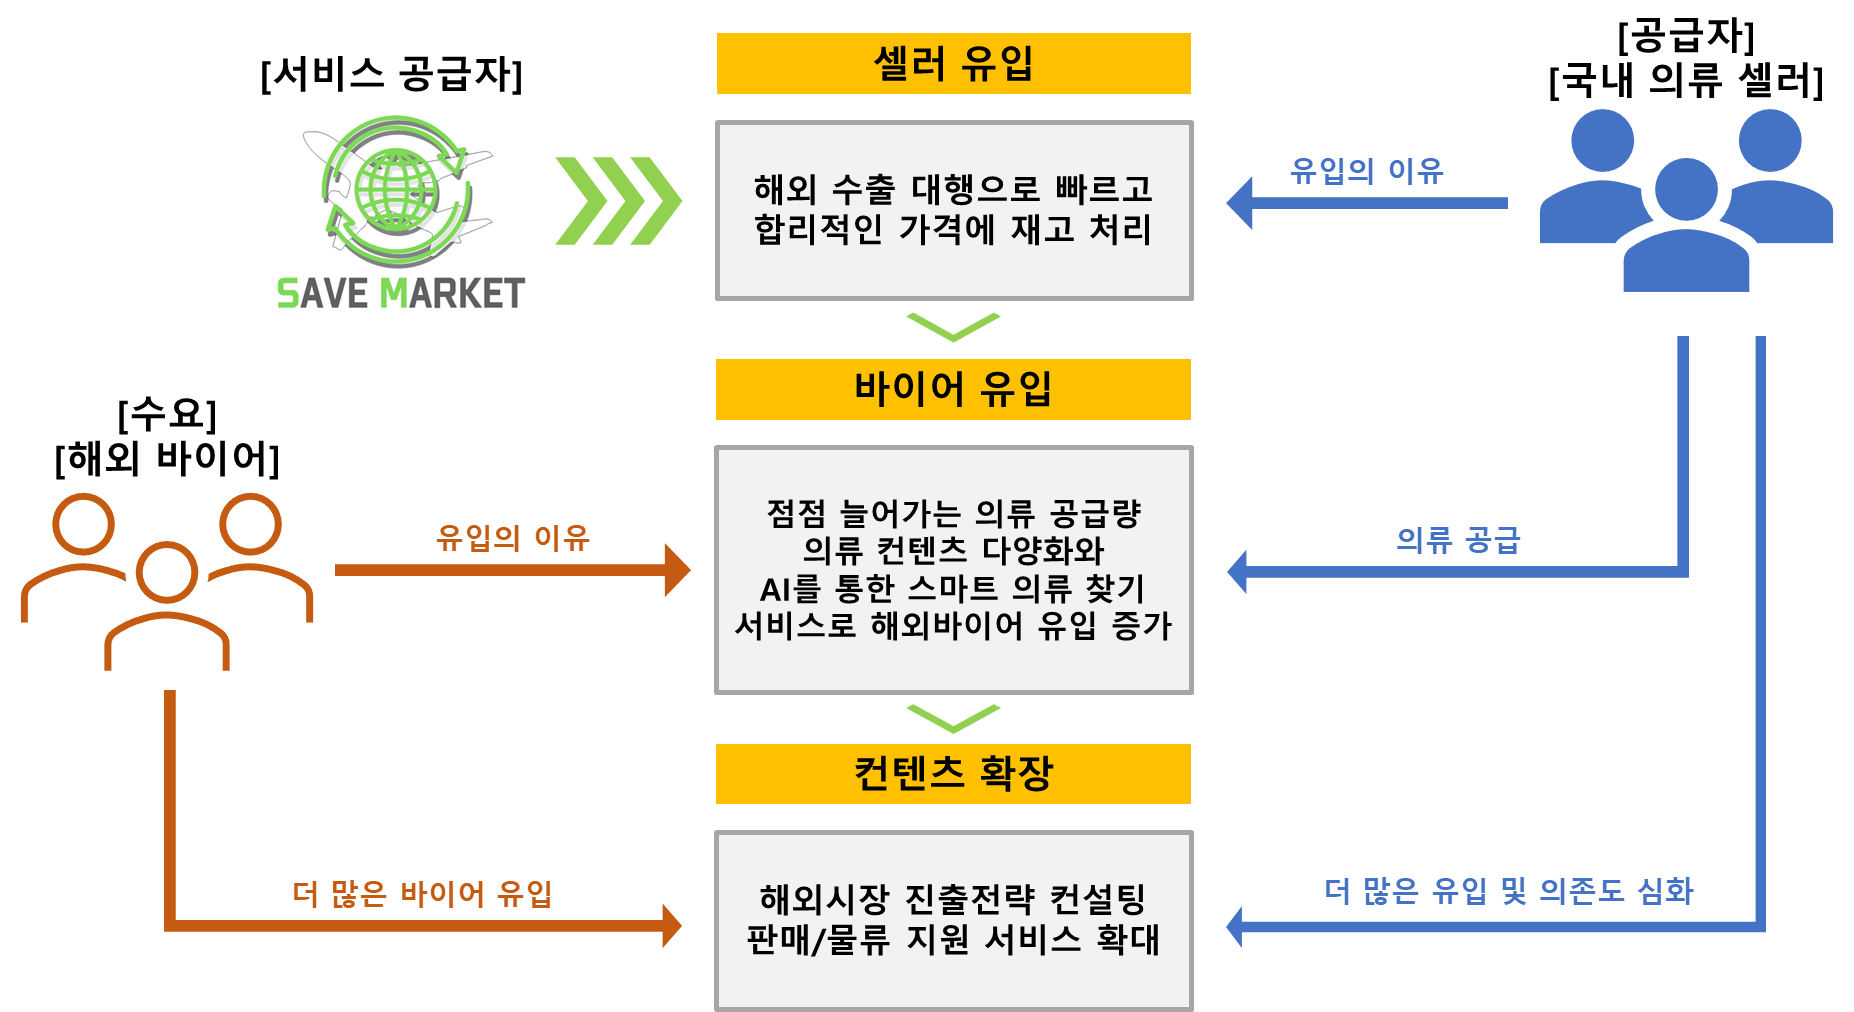 [서비스 공급자]
SAVE MARKET
셀러 유입
해외 수출 대행으로 빠르고
합리적인 가격에 재고 처리
유입의 이유
[공급자]
[국내 의류 셀러]
[수요]
[해외 바이어]
유입의 이유
바이어 유입
점점 늘어가는 의류 공급량
의류 컨텐츠 다양화와
AI를 통한 스마트 의류 찾기
서비스로 해외바이어 유입 증가
의류 공급
더 많은 바이어 유입
컨텐츠 확장
해외시장 진출전략 컨설팅
판매/물류 지원 서비스 확대
더 많은 유입 및 의존도 심화